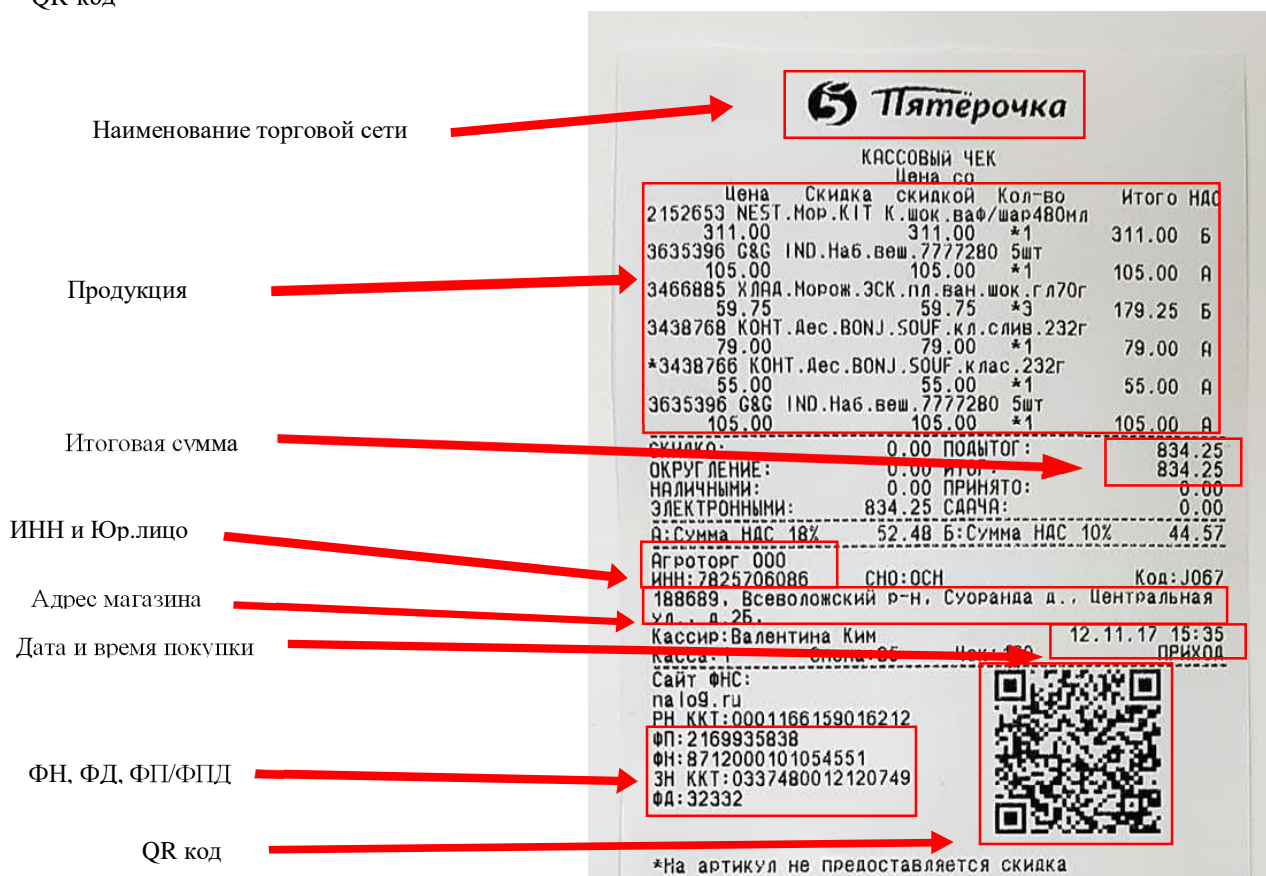 QR код
Наименование торговой сети
Продукция
Итоговая сумма
ИНН и Юр.лицо
Адрес магазина
Дата и время покупки
ФН, ФД, ФП/ФПД
QR код
5 Пятёрочка
КАССОВЫЙ ЧЕК
Цена со
Цена Скидка скидкой Кол-во Итого НДС
2152653 NEST.Мор.KIT К.шок.ваф/шар480мл
311.00 311.00 *1 311.00 Б
3635396 G&G IND.Наб.веш.7777280 5шт
105.00 105.00 *1 105.00 А
3466885 ХЛАД.Морож.ЭСК.пл.ван.шок.гл70г
59.75 59.75 *3 179.25 Б
3438768 КОНТ.Дес.BONJ.SOUF.кл.слив.232г
79.00 79.00 *1 79.00 А
*3438766 КОНТ.Дес.BONJ.SOUF.клас.232г
55.00 55.00 *1 55.00 А
3635396 G&G IND.Наб.веш.7777280 5шт
105.00 105.00 *1 105.00 А
СКИДКА: 0.00 ПОДЫТОГ: 834.25
ОКРУГЛЕНИЕ: 0.00 ИТОГ: 834.25
НАЛИЧНЫМИ: 0.00 ПРИНЯТО: 0.00
ЭЛЕКТРОННЫМИ: 834.25 СДАЧА: 0.00
А:Сумма НДС 18% 52.48 Б:Сумма НДС 10% 44.57
Агроторг ООО
ИНН:7825706086 СНО:ОСН Код:J067
188689, Всеволожский р-н, Суоранда д., Центральная
ул., д.2Б.
Кассир:Валентина Ким 12.11.17 15:35
Касса:1 ПРИХОД
Сайт ФНС:
nalog.ru
РН ККТ:0001166159016212
ФП:2169935838
ФН:8712000101054551
ЗН ККТ:0337480012120749
ФД:32332
*На артикул не предоставляется скидка